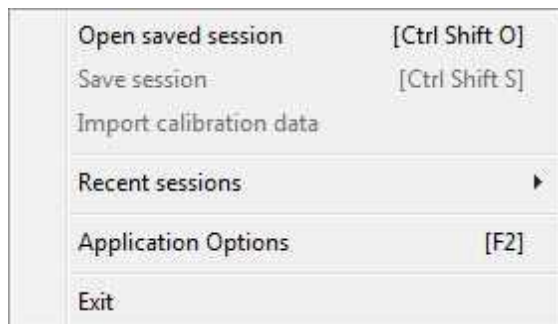 Open saved session [Ctrl Shift O]
Save session [Ctrl Shift S]
Import calibration data
Recent sessions
Application Options [F2]
Exit